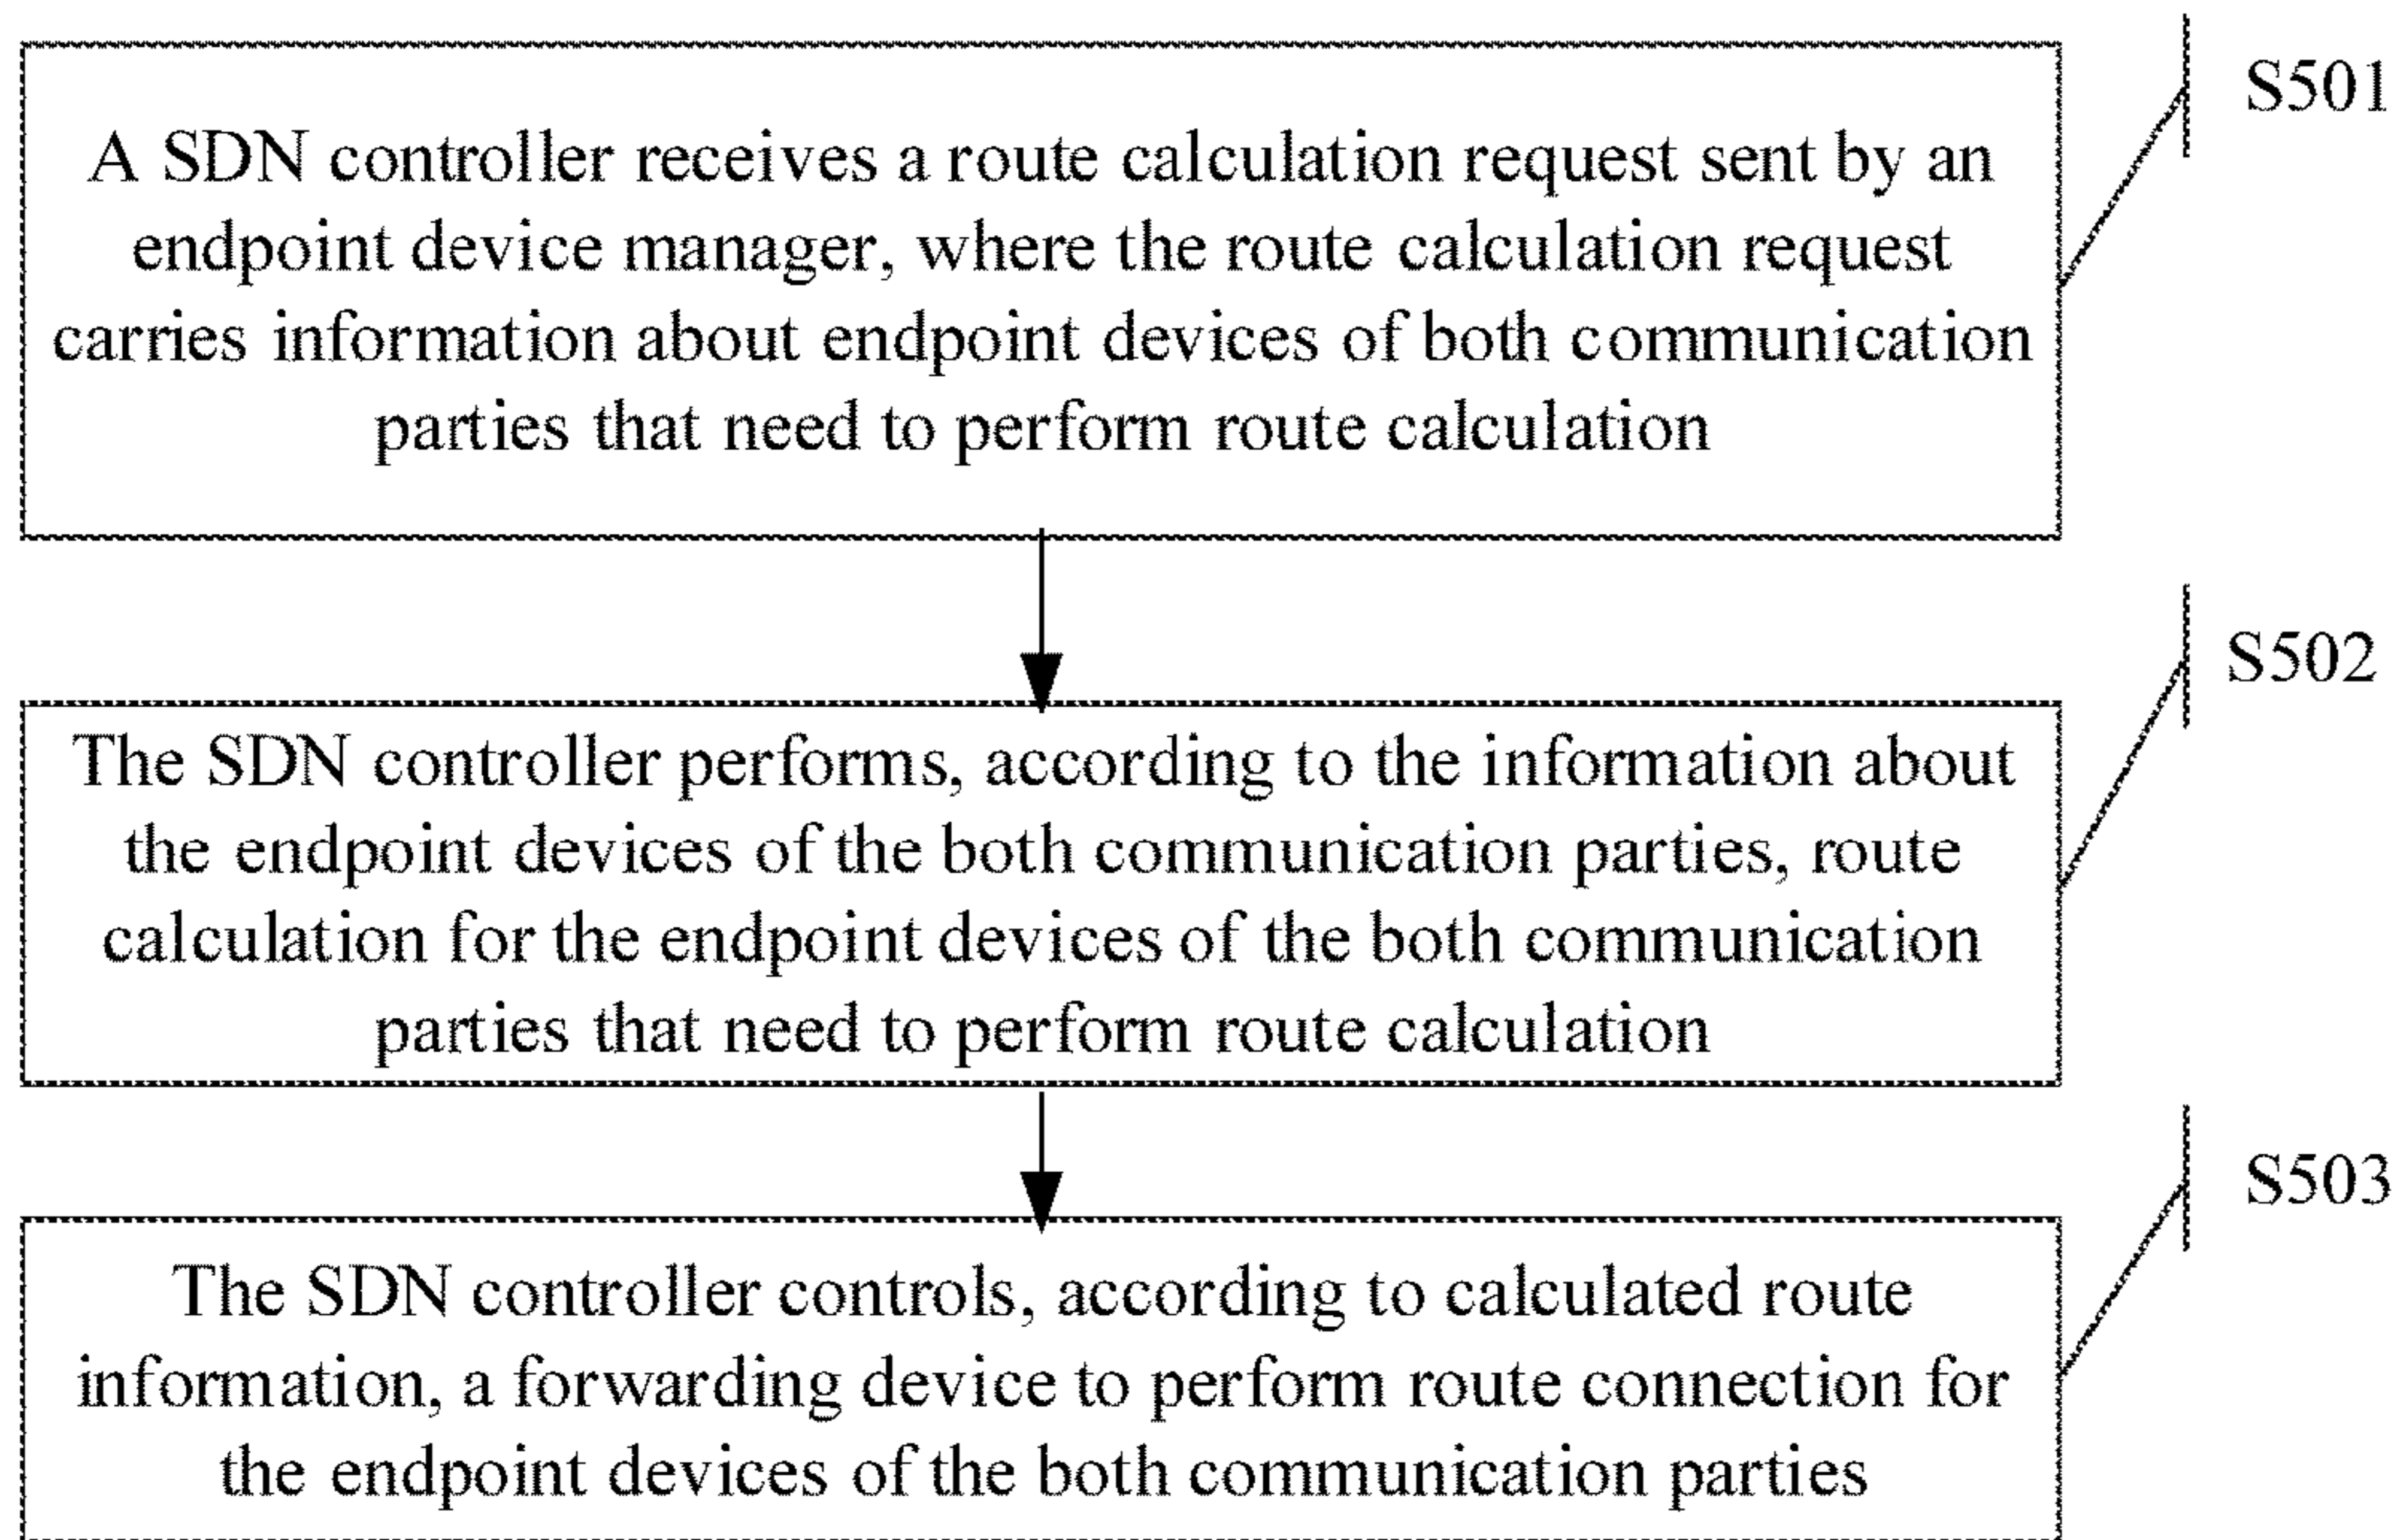 S501
A SDN controller receives a route calculation request sent by an
endpoint device manager, where the route calculation request
carries information about endpoint devices of both communication
parties that need to perform route calculation
S502
The SDN controller performs, according to the information about
the endpoint devices of the both communication parties, route
calculation for the endpoint devices of the both communication
parties that need to perform route calculation
S503
The SDN controller controls, according to calculated route
information, a forwarding device to perform route connection for
the endpoint devices of the both communication parties